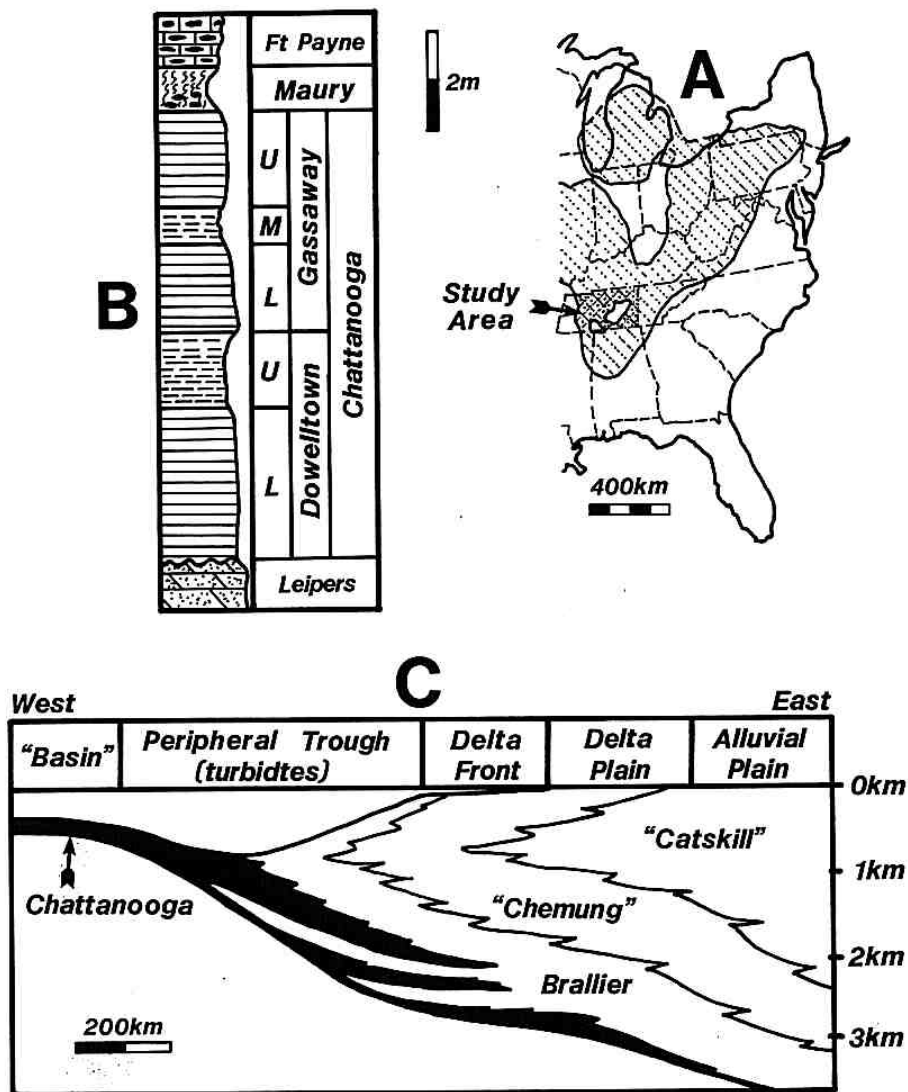 A
B
Ft Payne
Maury
U
M
L
U
L
Gassaway
Dowelltown
Chattanooga
Leipers
2m
Study
Area
400km
C
West
East
"Basin"
Peripheral Trough
(turbidtes)
Delta
Front
Delta
Plain
Alluvial
Plain
0km
"Catskill"
1km
Chattanooga
"Chemung"
2km
Brallier
200km
3km